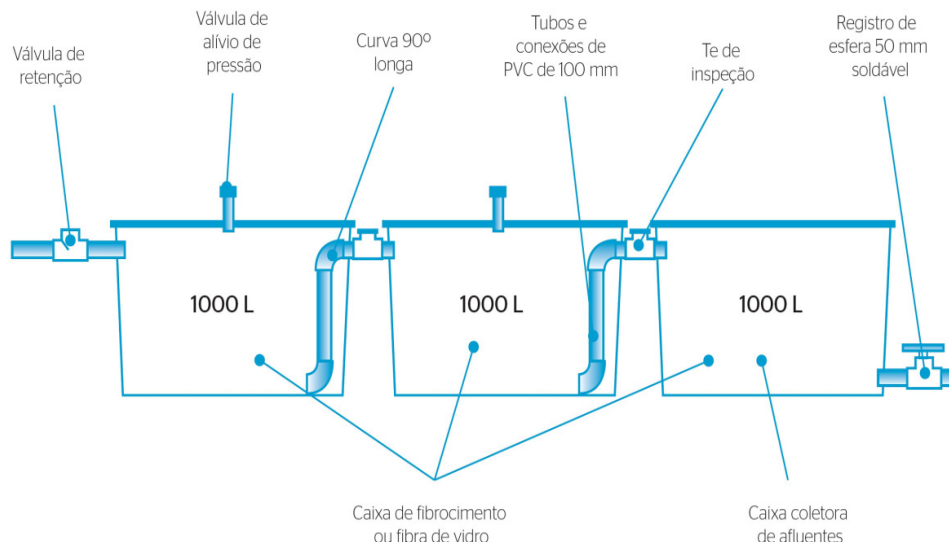 Válvula de
retenção
Válvula de
alívio de
pressão
Curva 90º
longa
Tubos e
conexões de
PVC de 100 mm
Te de
inspeção
Registro de
esfera 50 mm
soldável
1000 L
1000 L
1000 L
Caixa de fibrocimento
ou fibra de vidro
Caixa coletora
de afluentes